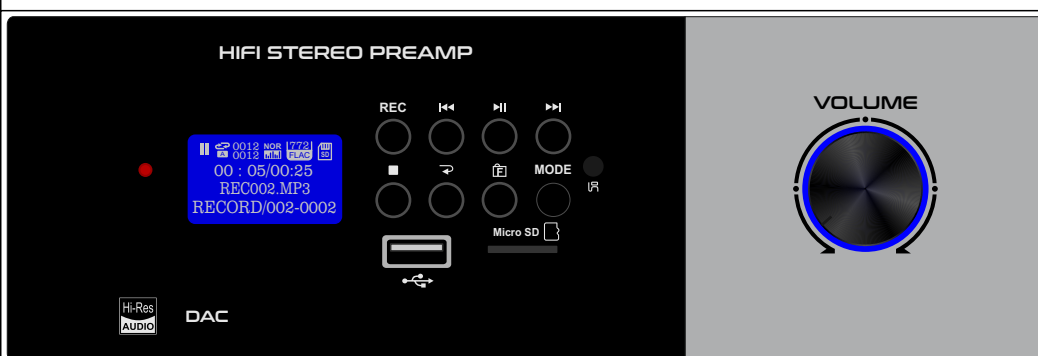 HIFI STEREO PREAMP
VOLUME
REC
0012 NOR 772
A 0012 FLAC SD
00 : 05/00:25
REC002.MP3
RECORD/002-0002
MODE
F
IR
Micro SD
Hi-Res
AUDIO
DAC